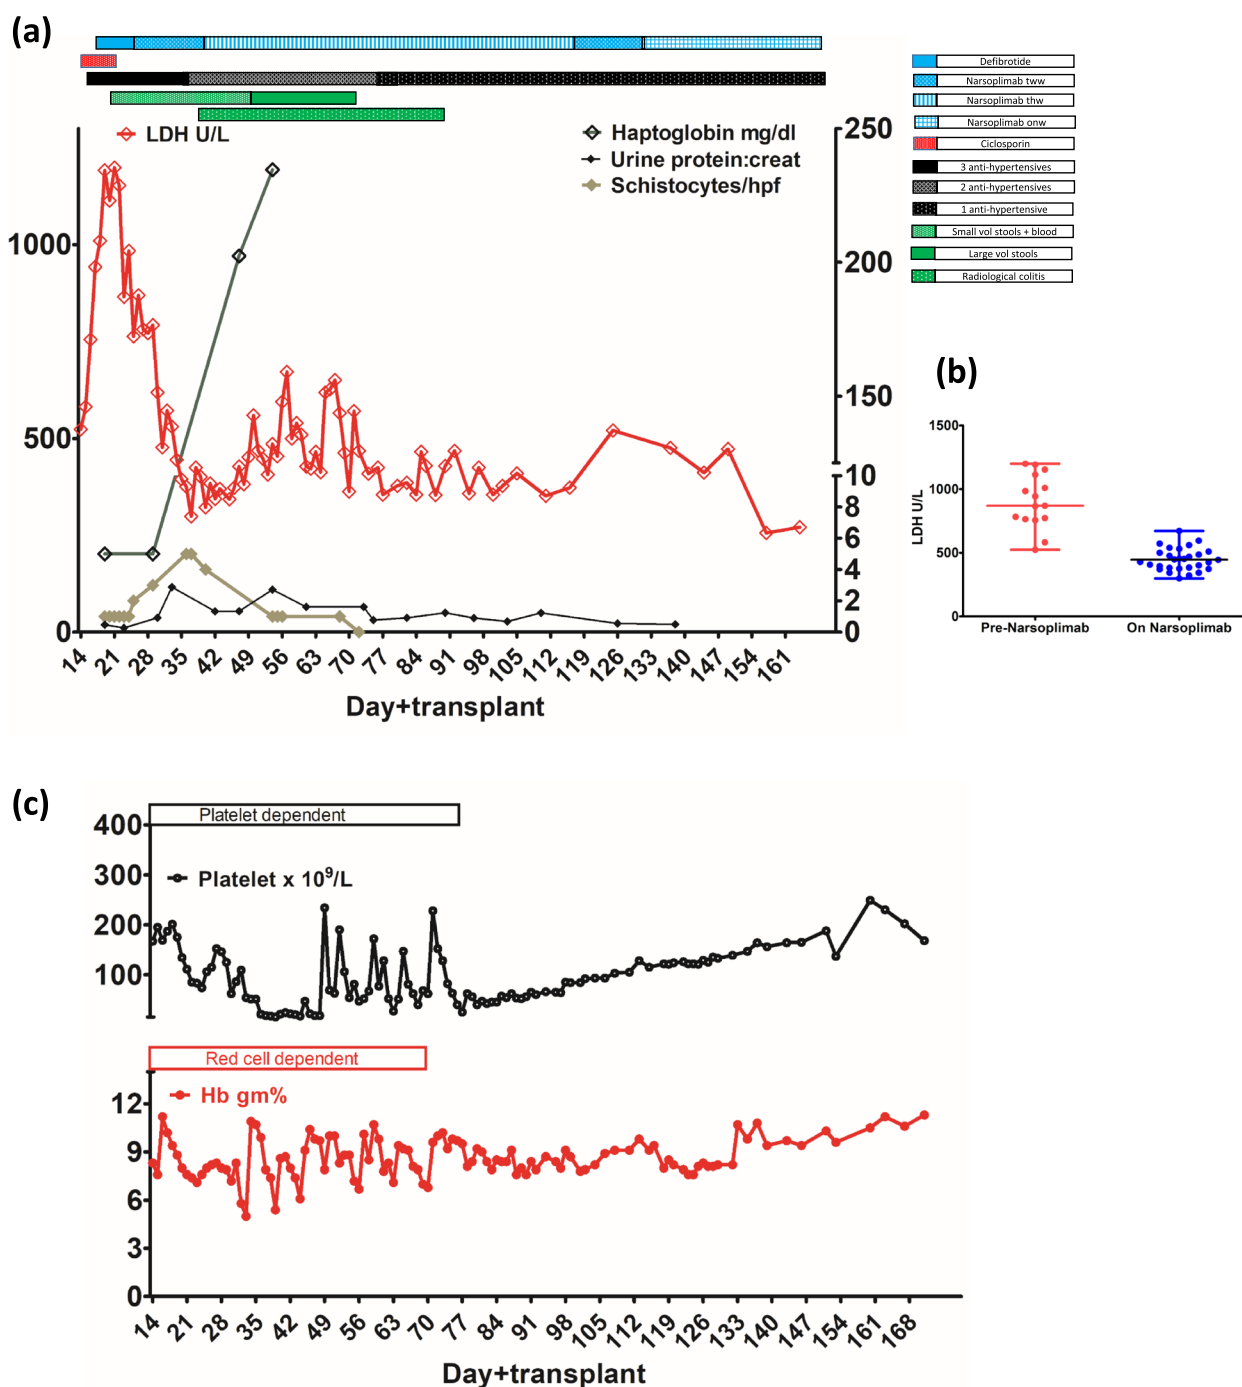 (a)
Defibrotide
Narsoplimab tww
Narsoplimab thw
Narsoplimab onw
Ciclosporin
3 anti-hypertensives
2 anti-hypertensives
1 anti-hypertensive
Small vol stools + blood
Large vol stools
Radiological colitis
LDH U/L
Haptoglobin mg/dl
Urine protein:creat
Schistocytes/hpf
1000
500
0
250
200
150
10
8
6
4
2
0
14 21 28 35 42 49 56 63 70 77 84 91 98 105 112 119 126 133 140 147 154 161
Day+transplant
(b)
1500
1000
500
0
LDH U/L
Pre-Narsoplimab On Narsoplimab
(c)
Platelet dependent
400
300
200
100
Platelet x 10⁹/L
Red cell dependent
Hb gm%
12
9
6
3
0
14 21 28 35 42 49 56 63 70 77 84 91 98 105 112 119 126 133 140 147 154 161 168
Day+transplant